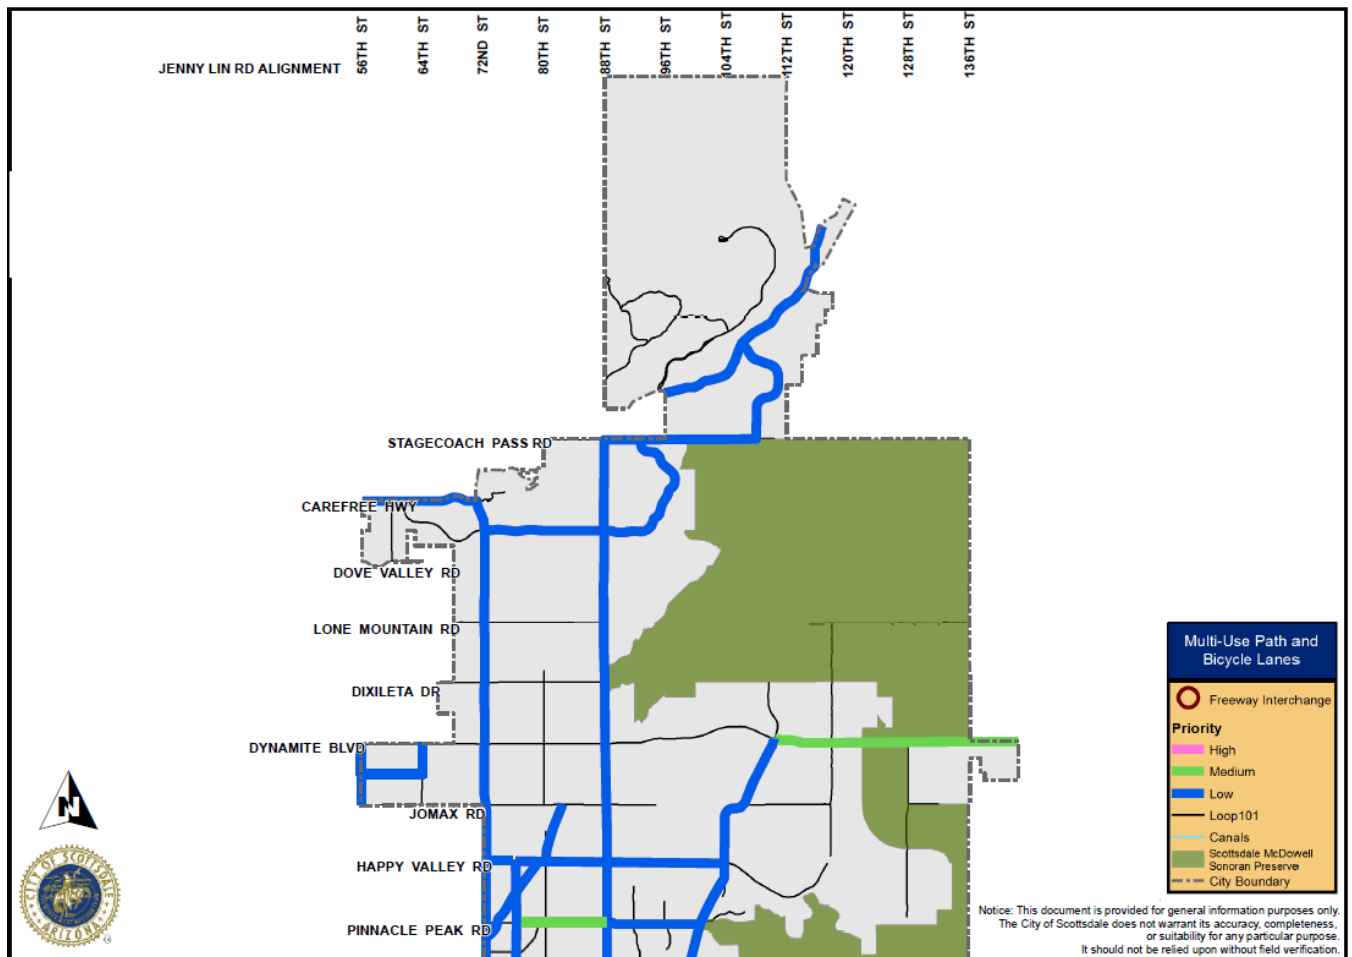 56TH ST
64TH ST
72ND ST
80TH ST
88TH ST
96TH ST
104TH ST
112TH ST
120TH ST
128TH ST
136TH ST
JENNY LIN RD ALIGNMENT
STAGECOACH PASS RD
CAREFREE HWY
DOVE VALLEY RD
LONE MOUNTAIN RD
DIXILETA DR
DYNAMITE BLVD
JOMAX RD
HAPPY VALLEY RD
PINNACLE PEAK RD
N
CITY OF SCOTTSDALE
ARIZONA
Multi-Use Path and
Bicycle Lanes
Freeway Interchange
Priority
High
Medium
Low
Loop101
Canals
Scottsdale McDowell
Sonoran Preserve
City Boundary
Notice: This document is provided for general information purposes only.
The City of Scottsdale does not warrant its accuracy, completeness,
or suitability for any particular purpose.
It should not be relied upon without field verification.